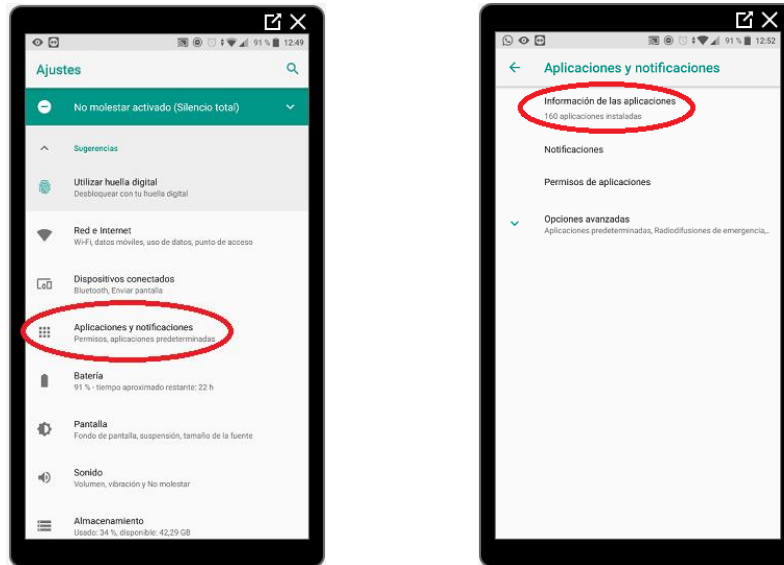 91 % 12:49
Ajustes
No molestar activado (Silencio total)
Sugerencias
Utilizar huella digital
Desbloquear con tu huella digital
Red e Internet
Wi-Fi, datos móviles, uso de datos, punto de acceso
Dispositivos conectados
Bluetooth, Enviar pantalla
Aplicaciones y notificaciones
Permisos, aplicaciones predeterminadas
Batería
91 % - tiempo aproximado restante: 22 h
Pantalla
Fondo de pantalla, suspensión, tamaño de la fuente
Sonido
Volumen, vibración y No molestar
Almacenamiento
Usado: 34 %, disponible: 42,29 GB
91 % 12:52
Aplicaciones y notificaciones
Información de las aplicaciones
160 aplicaciones instaladas
Notificaciones
Permisos de aplicaciones
Opciones avanzadas
Aplicaciones predeterminadas, Radiodifusiones de emergencia,..